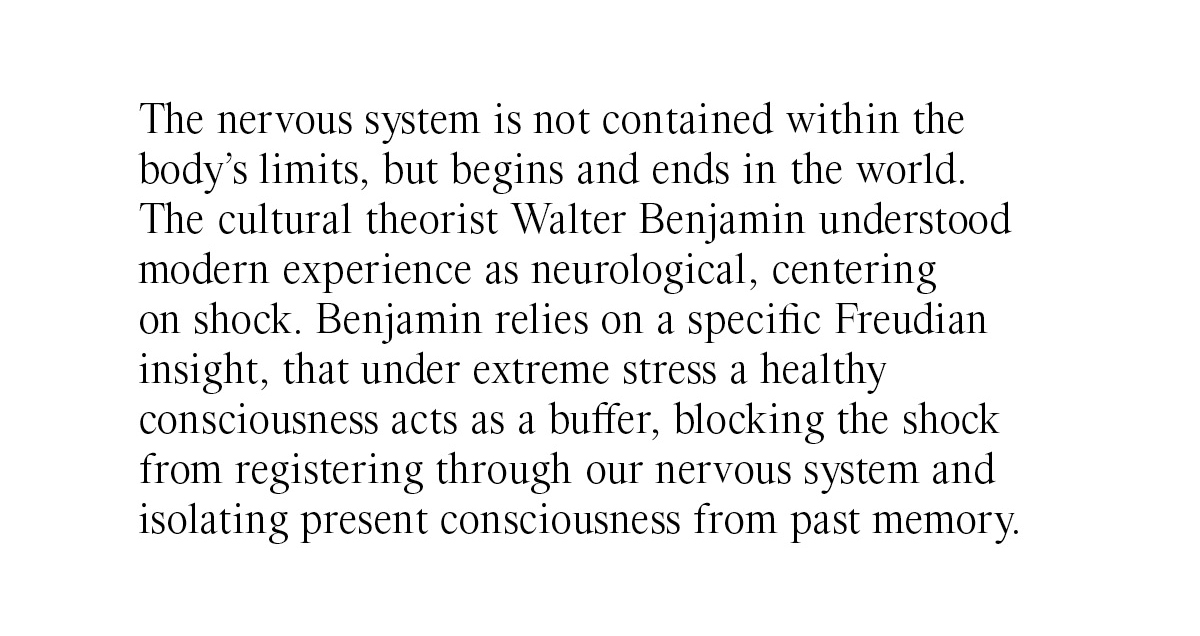 The nervous system is not contained within the
body’s limits, but begins and ends in the world.
The cultural theorist Walter Benjamin understood
modern experience as neurological, centering
on shock. Benjamin relies on a specific Freudian
insight, that under extreme stress a healthy
consciousness acts as a buffer, blocking the shock
from registering through our nervous system and
isolating present consciousness from past memory.